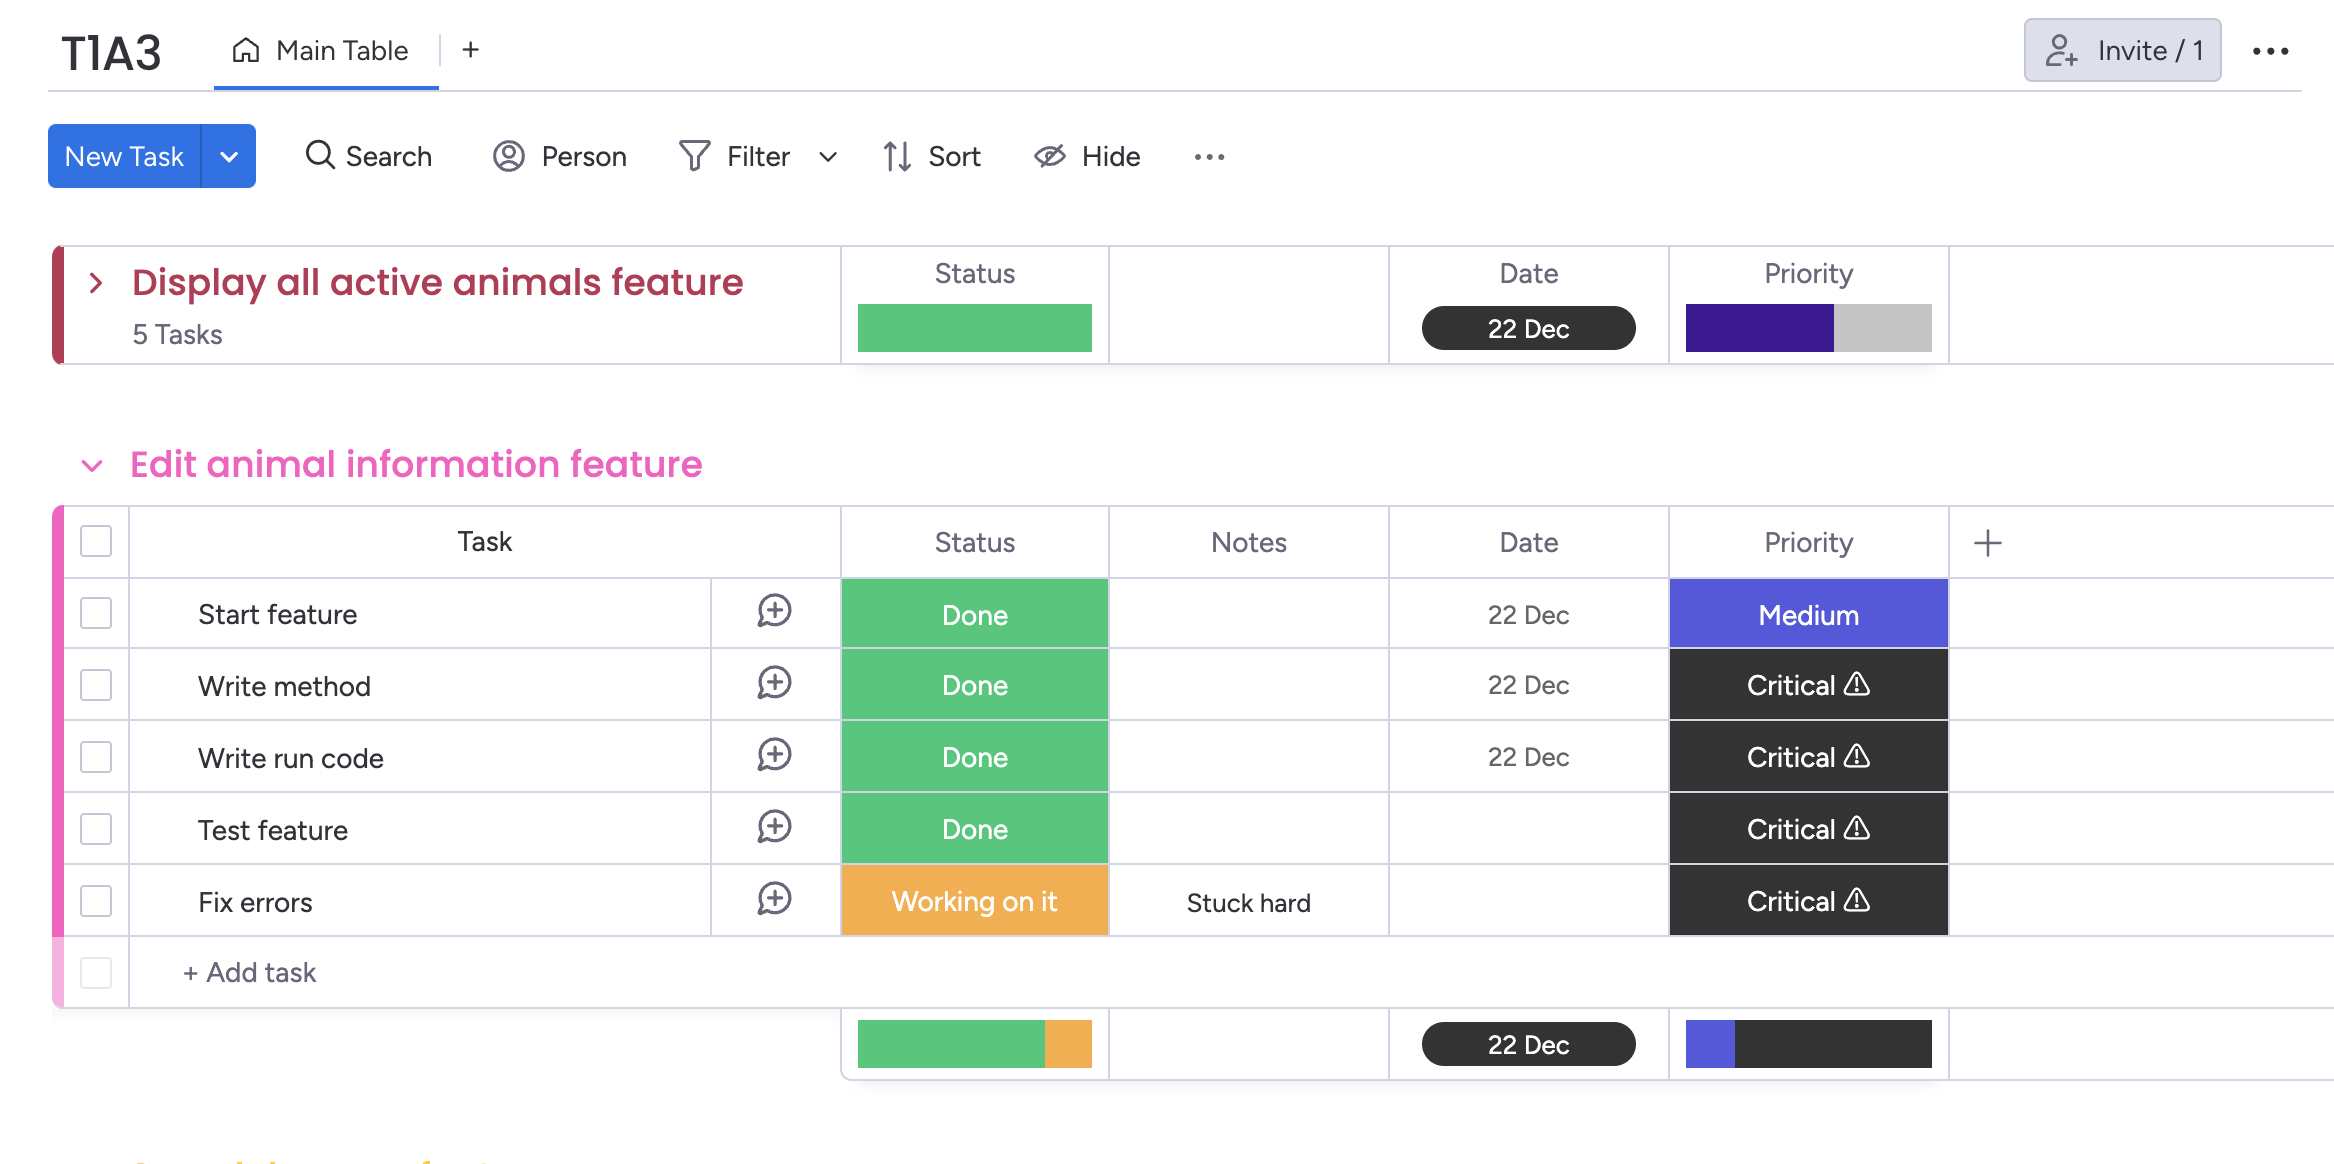 T1A3 Main Table + Invite / 1
New Task Search Person Filter Sort Hide
Display all active animals feature Status Date Priority
5 Tasks 22 Dec
Edit animal information feature
Task Status Notes Date Priority
Start feature Done 22 Dec Medium
Write method Done 22 Dec Critical ⚠
Write run code Done 22 Dec Critical ⚠
Test feature Done Critical ⚠
Fix errors Working on it Stuck hard Critical ⚠
+ Add task
22 Dec